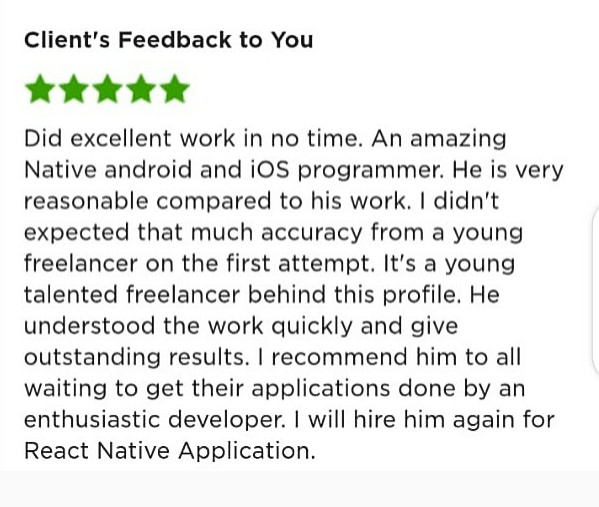 Client's Feedback to You
Did excellent work in no time. An amazing
Native android and iOS programmer. He is very
reasonable compared to his work. I didn't
expected that much accuracy from a young
freelancer on the first attempt. It's a young
talented freelancer behind this profile. He
understood the work quickly and give
outstanding results. I recommend him to all
waiting to get their applications done by an
enthusiastic developer. I will hire him again for
React Native Application.